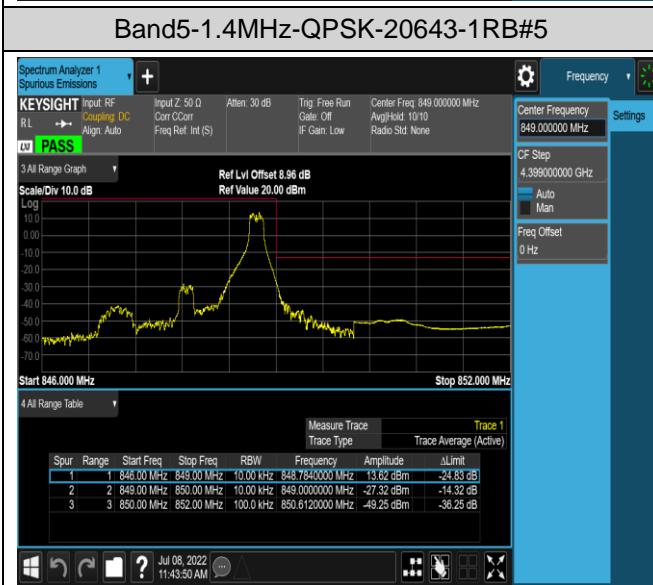 Band5-1.4MHz-QPSK-20643-1RB#5
Spectrum Analyzer 1
Spurious Emissions
+
Frequency
KEYSIGHT Input: RF Input Z: 50 Ω Atten: 30 dB Trig: Free Run Center Freq: 849.000000 MHz
RL Coupling: DC Corr CCorr Gate: Off Avg|Hold: 10/10
Align: Auto Freq Ref: Int (S) IF Gain: Low Radio Std: None
LXI PASS
Center Frequency
849.000000 MHz
Settings
CF Step
4.399000000 GHz
Auto
Man
Freq Offset
0 Hz
3 All Range Graph
Ref Lvl Offset 8.96 dB
Scale/Div 10.0 dB Ref Value 20.00 dBm
Log
10.0
0.00
-10.0
-20.0
-30.0
-40.0
-50.0
-60.0
-70.0
Start 846.000 MHz Stop 852.000 MHz
4 All Range Table
Measure Trace Trace 1
Trace Type Trace Average (Active)
Spur Range Start Freq Stop Freq RBW Frequency Amplitude ΔLimit
1 1 846.00 MHz 849.00 MHz 10.00 kHz 848.7840000 MHz 13.62 dBm -24.83 dB
2 2 849.00 MHz 850.00 MHz 10.00 kHz 849.0000000 MHz -27.32 dBm -14.32 dB
3 3 850.00 MHz 852.00 MHz 100.0 kHz 850.6120000 MHz -49.25 dBm -36.25 dB
? Jul 08, 2022
11:43:50 AM